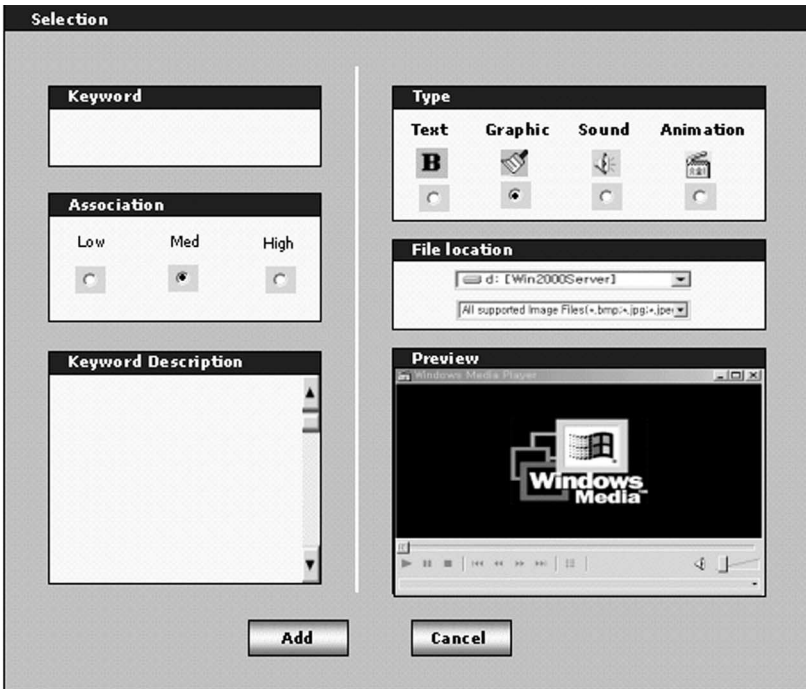 Selection
Keyword
Association
Low Med High
Keyword Description
Type
Text Graphic Sound Animation
B
File location
d: [Win2000Server]
All supported Image Files(*.bmp;*.jpg;*.jpe
Preview
Windows Media Player
Windows
Media™
Add Cancel